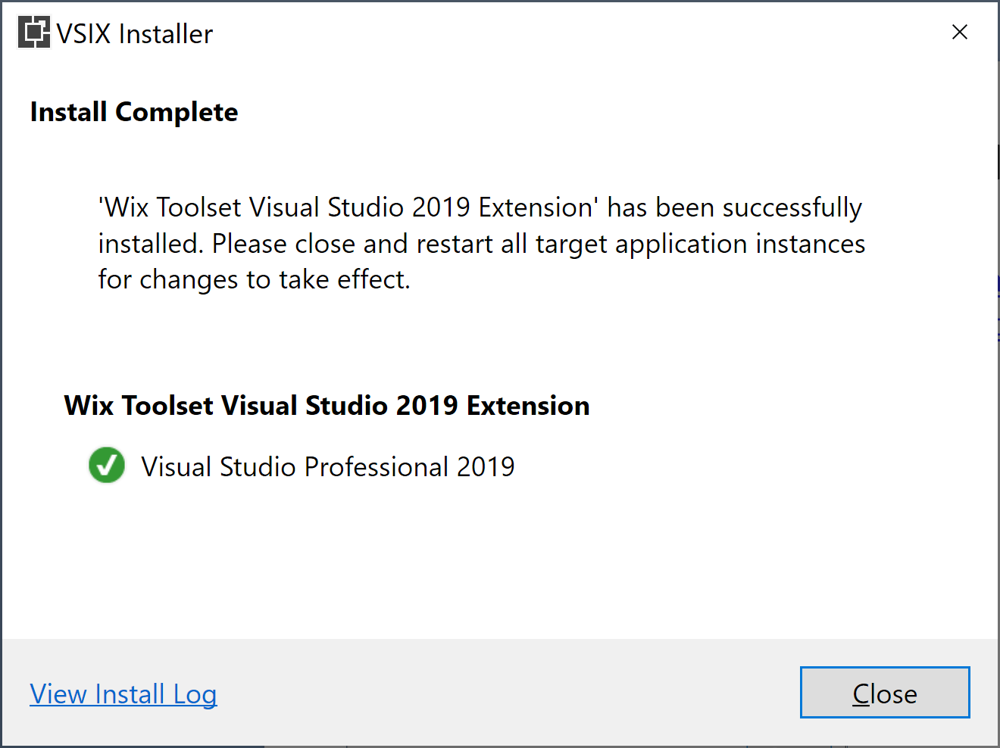 VSIX Installer
Install Complete
'Wix Toolset Visual Studio 2019 Extension' has been successfully
installed. Please close and restart all target application instances
for changes to take effect.
Wix Toolset Visual Studio 2019 Extension
Visual Studio Professional 2019
View Install Log
Close